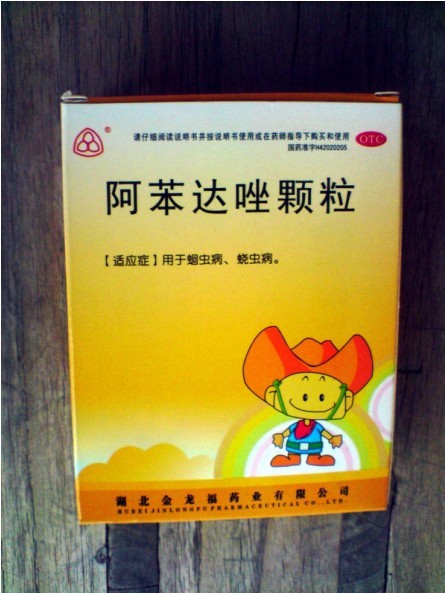 ®
请仔细阅读说明书并按说明书使用或在药师指导下购买和使用
国药准字H42020205
OTC
阿苯达唑颗粒
【适应症】用于蛔虫病、蛲虫病。
湖北金龙福药业有限公司
HUBEI JINLONGFU PHARMACEUTICAL CO.,LTD.